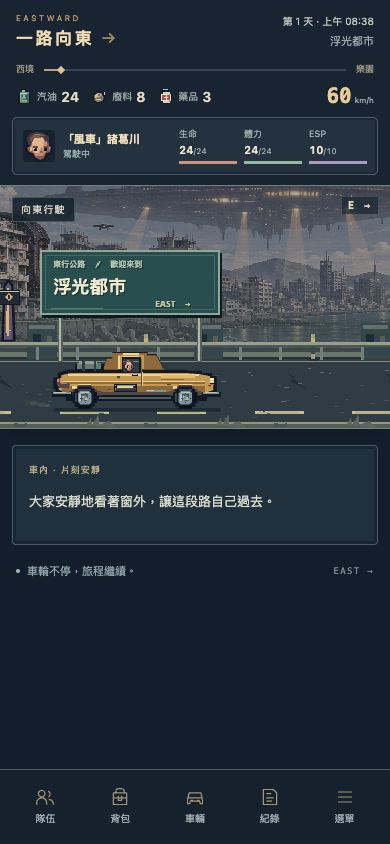 EASTWARD
一路向東 →
第 1 天 · 上午 08:38
浮光都市
西境
樂園
汽油 24
廢料 8
藥品 3
60 km/h
「風車」諸葛川
駕駛中
生命
24/24
體力
24/24
ESP
10/10
向東行駛
E →
東行公路 / 歡迎來到
浮光都市
EAST →
車內 · 片刻安靜
大家安靜地看著窗外，讓這段路自己過去。
• 車輪不停，旅程繼續。
EAST →
隊伍
背包
車輛
紀錄
選單